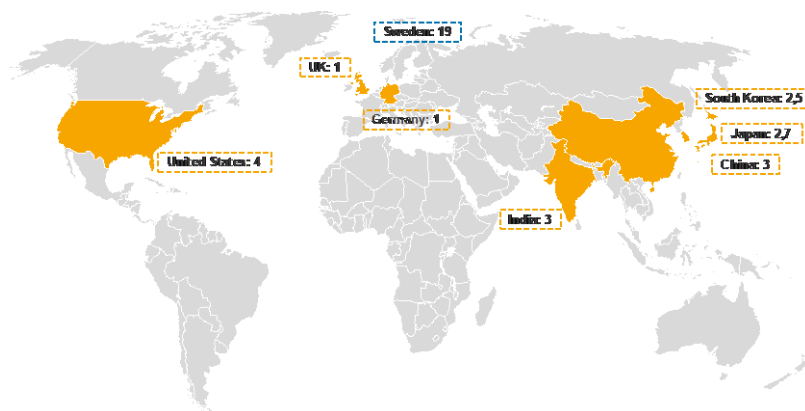 Sweden: 19
UK: 1
Germany: 1
United States: 4
South Korea: 2,5
Japan: 2,7
China: 3
India: 3